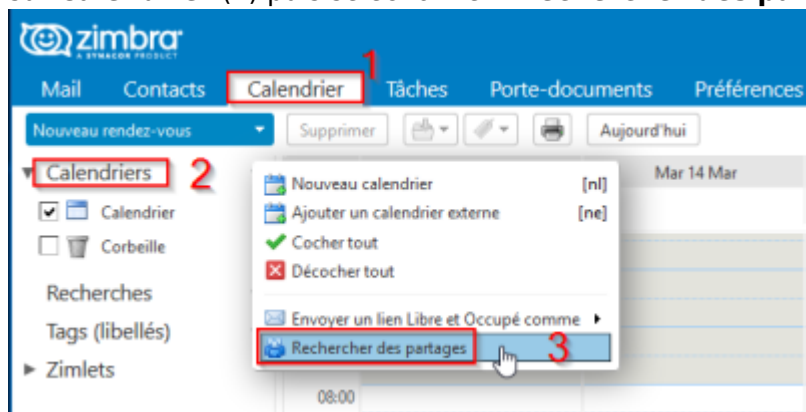 zimbra
A SYNACOR PRODUCT
1
Mail Contacts Calendrier Tâches Porte-documents Préférences
Nouveau rendez-vous Supprimer Aujourd'hui
Calendriers 2
Mar 14 Mar
Nouveau calendrier [nl]
Calendrier
Ajouter un calendrier externe [ne]
Corbeille
Cocher tout
Décocher tout
Recherches
Envoyer un lien Libre et Occupé comme
Tags (libellés)
Rechercher des partages 3
Zimlets
08:00